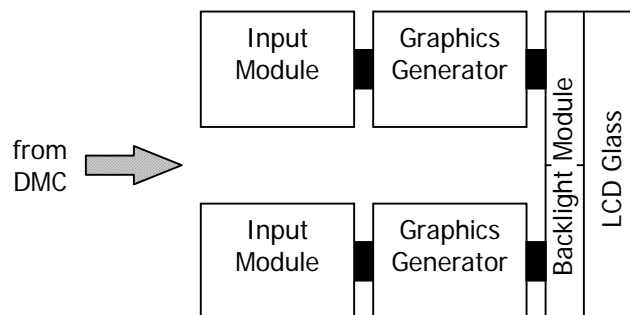 Input
Module
Graphics
Generator
from
DMC
Input
Module
Graphics
Generator
Backlight Module
LCD Glass